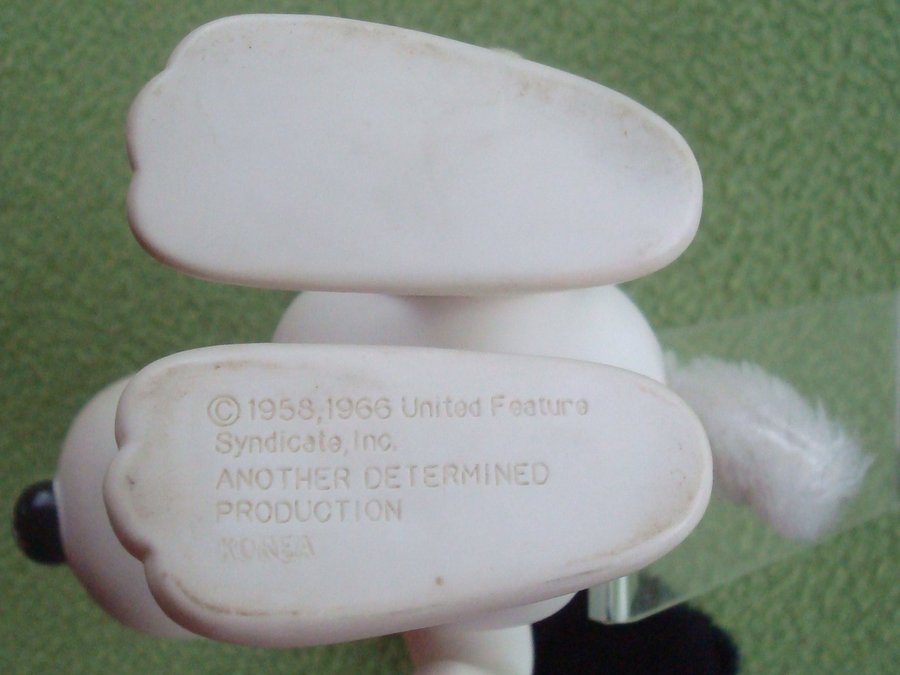 © 1958, 1966 United Feature
Syndicate, Inc.
ANOTHER DETERMINED
PRODUCTION
KOREA